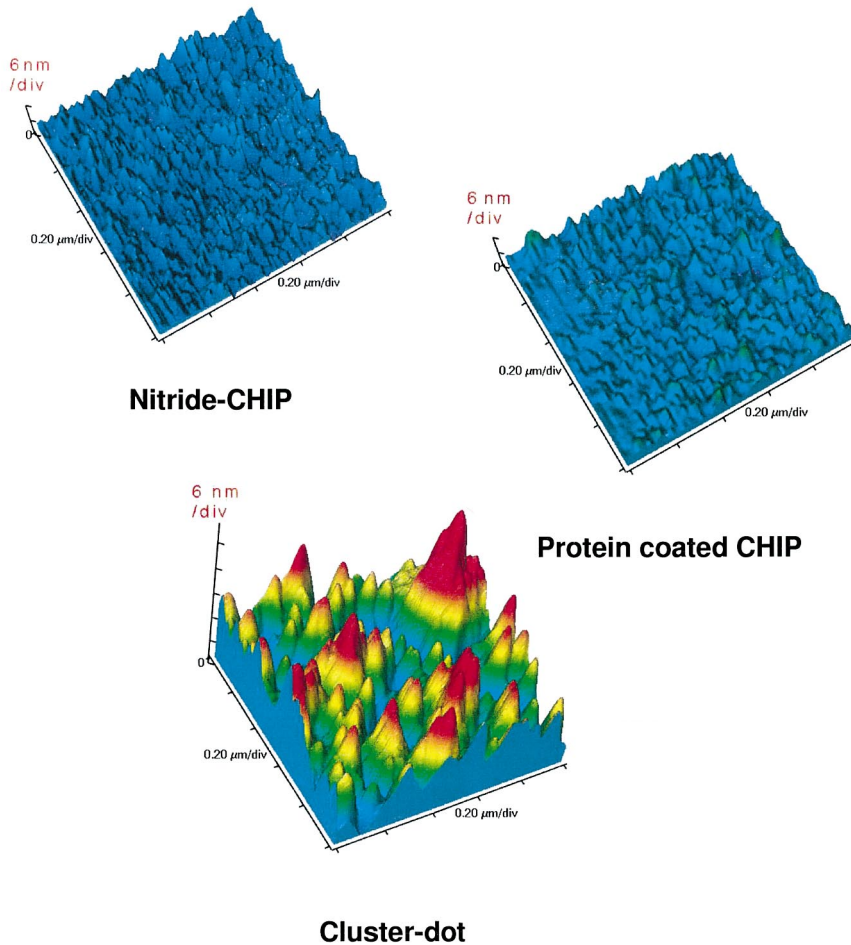 6 nm
/div
0
0.20 µm/div
0.20 µm/div
Nitride-CHIP
6 nm
/div
0
0.20 µm/div
0.20 µm/div
Protein coated CHIP
6 nm
/div
0
0.20 µm/div
0.20 µm/div
Cluster-dot